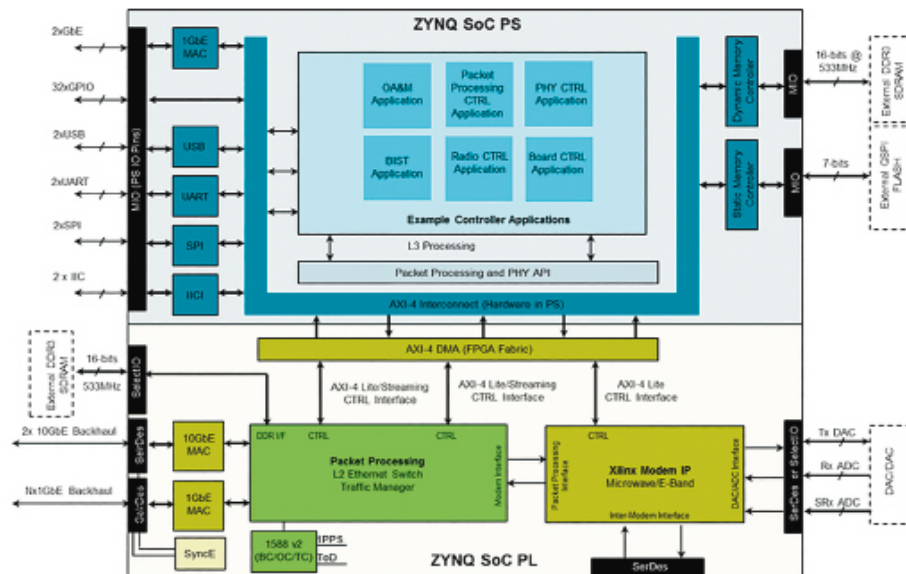 ZYNQ SoC PS
2xGbE
32xGPIO
2xUSB
2xUART
2xSPI
2 x IIC
MIO (PS IO Pins)
1GbE
MAC
USB
UART
SPI
IICI
OA&M
Application
Packet
Processing
CTRL
Application
PHY CTRL
Application
BIST
Application
Radio CTRL
Application
Board CTRL
Application
Example Controller Applications
L3 Processing
Packet Processing and PHY API
AXI-4 Interconnect (Hardware in PS)
Dynamic Memory
Controller
Static Memory
Controller
MIO
MIO
16-bits @
533MHz
7-bits
External DDR3
SDRAM
External QSPI
FLASH
AXI-4 DMA (FPGA Fabric)
External DDR3
SDRAM
16-bits
533MHz
SelectIO
AXI-4 Lite/Streaming
CTRL Interface
AXI-4 Lite/Streaming
CTRL Interface
AXI-4 Lite
CTRL Interface
2x 10GbE Backhaul
Nx1GbE Backhaul
SerDes
SerDes
10GbE
MAC
1GbE
MAC
SyncE
DDR I/F
CTRL
CTRL
Packet Processing
L2 Ethernet Switch
Traffic Manager
Modem Interface
1588 v2
(BC/OC/TC)
1PPS
ToD
Packet Processing
Interface
CTRL
Xilinx Modem IP
Microwave/E-Band
DAC/ADC Interface
Inter-Modem Interface
SerDes
SerDes or SelectIO
Tx DAC
Rx ADC
SRx ADC
DAC/DAC
ZYNQ SoC PL